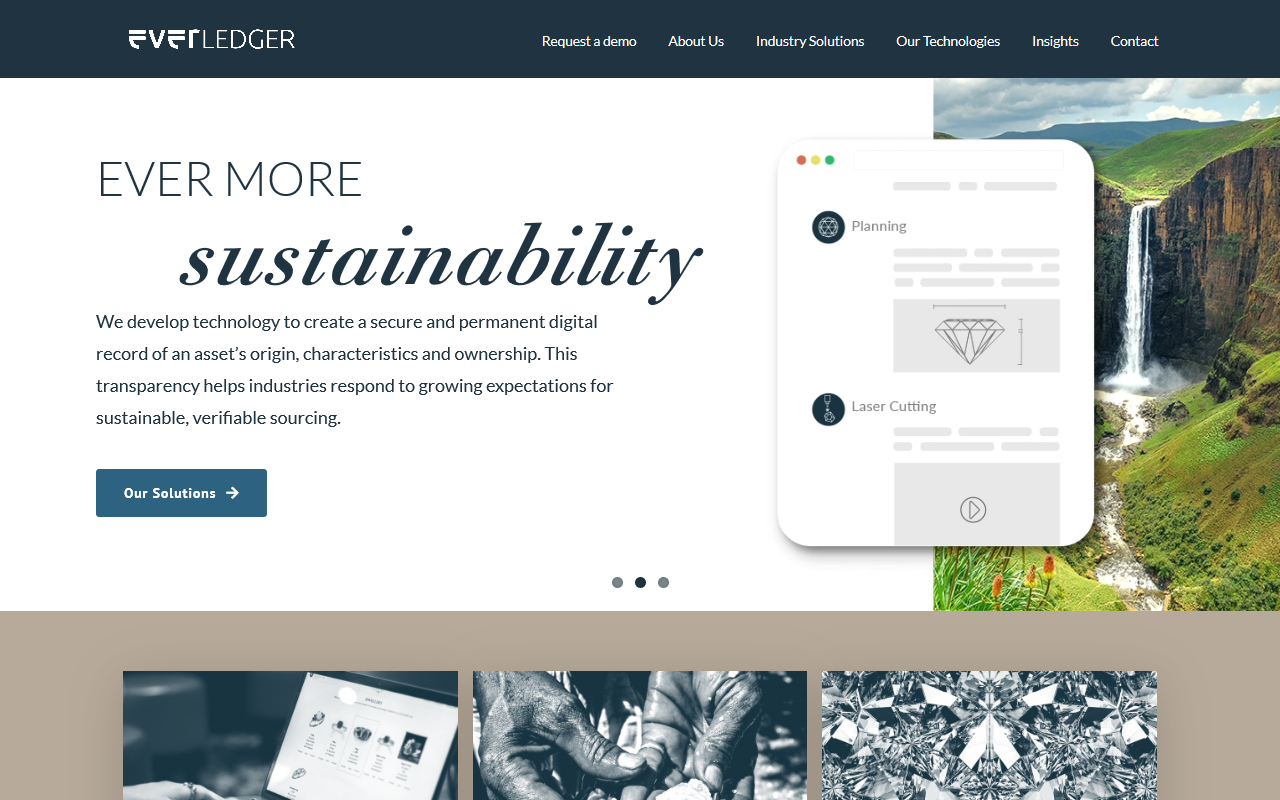 EVERLEDGER
Request a demo
About Us
Industry Solutions
Our Technologies
Insights
Contact
EVER MORE
sustainability
We develop technology to create a secure and permanent digital
record of an asset’s origin, characteristics and ownership. This
transparency helps industries respond to growing expectations for
sustainable, verifiable sourcing.
Our Solutions
Planning
Laser Cutting